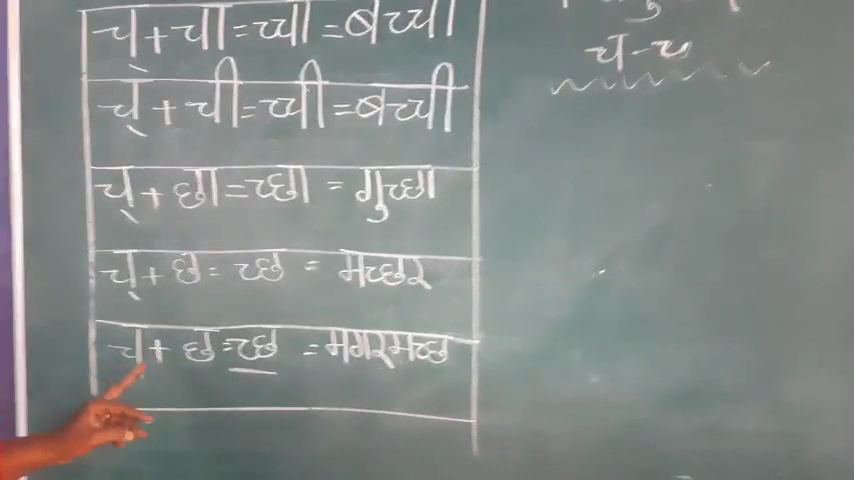 च् + चा = च्चा = बच्चा
च - च्
च् + ची = च्ची = बच्ची
च् + छा = च्छा = गुच्छा
च् + छ = च्छ = मच्छर
च् + छ = च्छ = मगरमच्छ